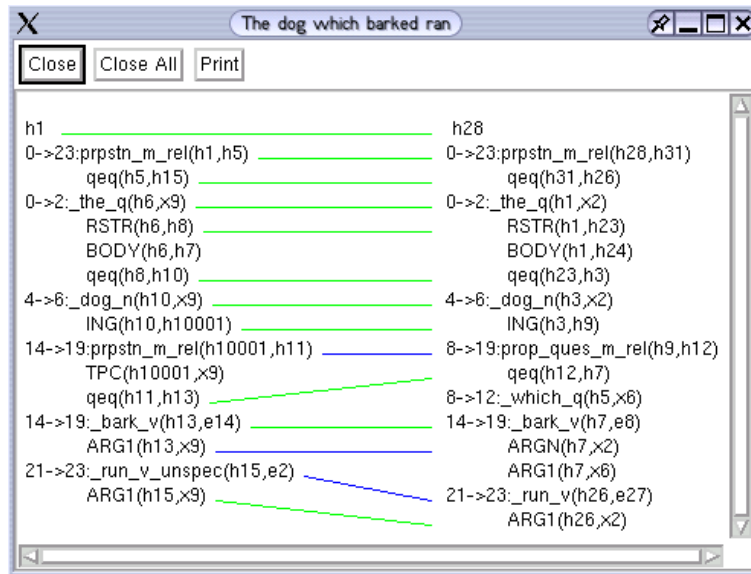 The dog which barked ran
Close Close All Print
h1 h28
0->23:prpstn_m_rel(h1,h5) 0->23:prpstn_m_rel(h28,h31)
qeq(h5,h15) qeq(h31,h26)
0->2:_the_q(h6,x9) 0->2:_the_q(h1,x2)
RSTR(h6,h8) RSTR(h1,h23)
BODY(h6,h7) BODY(h1,h24)
qeq(h8,h10) qeq(h23,h3)
4->6:_dog_n(h10,x9) 4->6:_dog_n(h3,x2)
ING(h10,h10001) ING(h3,h9)
14->19:prpstn_m_rel(h10001,h11) 8->19:prop_ques_m_rel(h9,h12)
TPC(h10001,x9) qeq(h12,h7)
qeq(h11,h13) 8->12:_which_q(h5,x6)
14->19:_bark_v(h13,e14) 14->19:_bark_v(h7,e8)
ARG1(h13,x9) ARGN(h7,x2)
21->23:_run_v_unspec(h15,e2) ARG1(h7,x6)
ARG1(h15,x9) 21->23:_run_v(h26,e27)
ARG1(h26,x2)